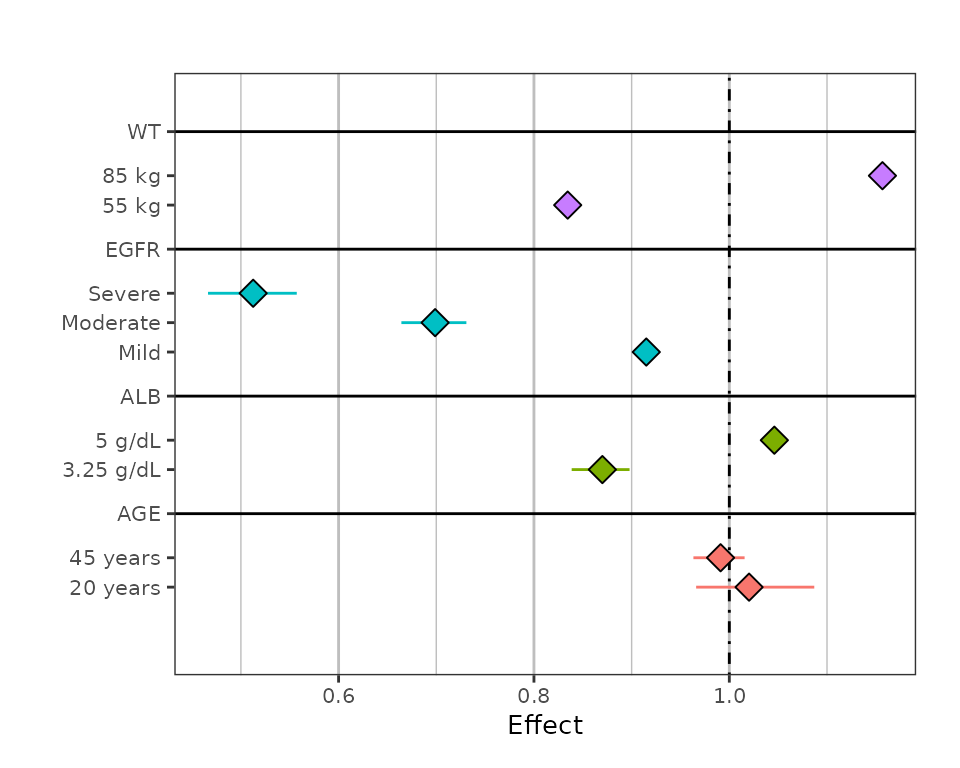 WT
85 kg
55 kg
EGFR
Severe
Moderate
Mild
ALB
5 g/dL
3.25 g/dL
AGE
45 years
20 years
0.6 0.8 1.0
Effect